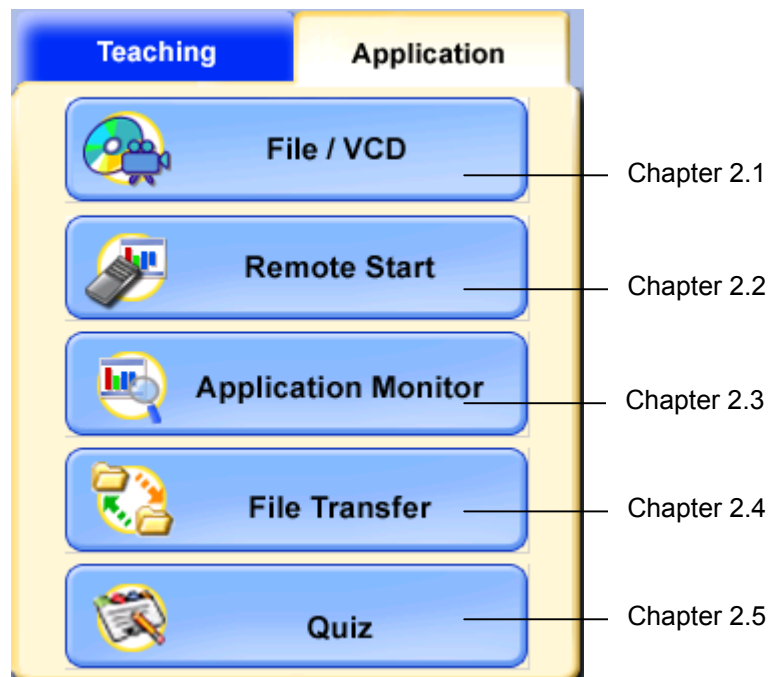 Teaching Application
File / VCD
Chapter 2.1
Remote Start
Chapter 2.2
Application Monitor
Chapter 2.3
File Transfer
Chapter 2.4
Quiz
Chapter 2.5